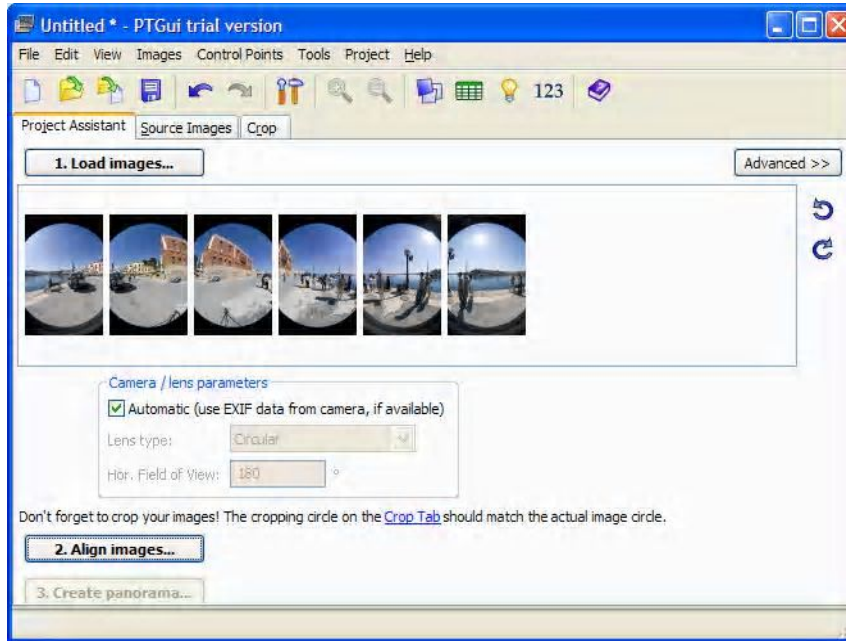 Untitled * - PTGui trial version
File Edit View Images Control Points Tools Project Help
123
Project Assistant Source Images Crop
1. Load images... Advanced >>
Camera / lens parameters
Automatic (use EXIF data from camera, if available)
Lens type: Circular
Hor. Field of View: 180 °
Don't forget to crop your images! The cropping circle on the Crop Tab should match the actual image circle.
2. Align images...
3. Create panorama...